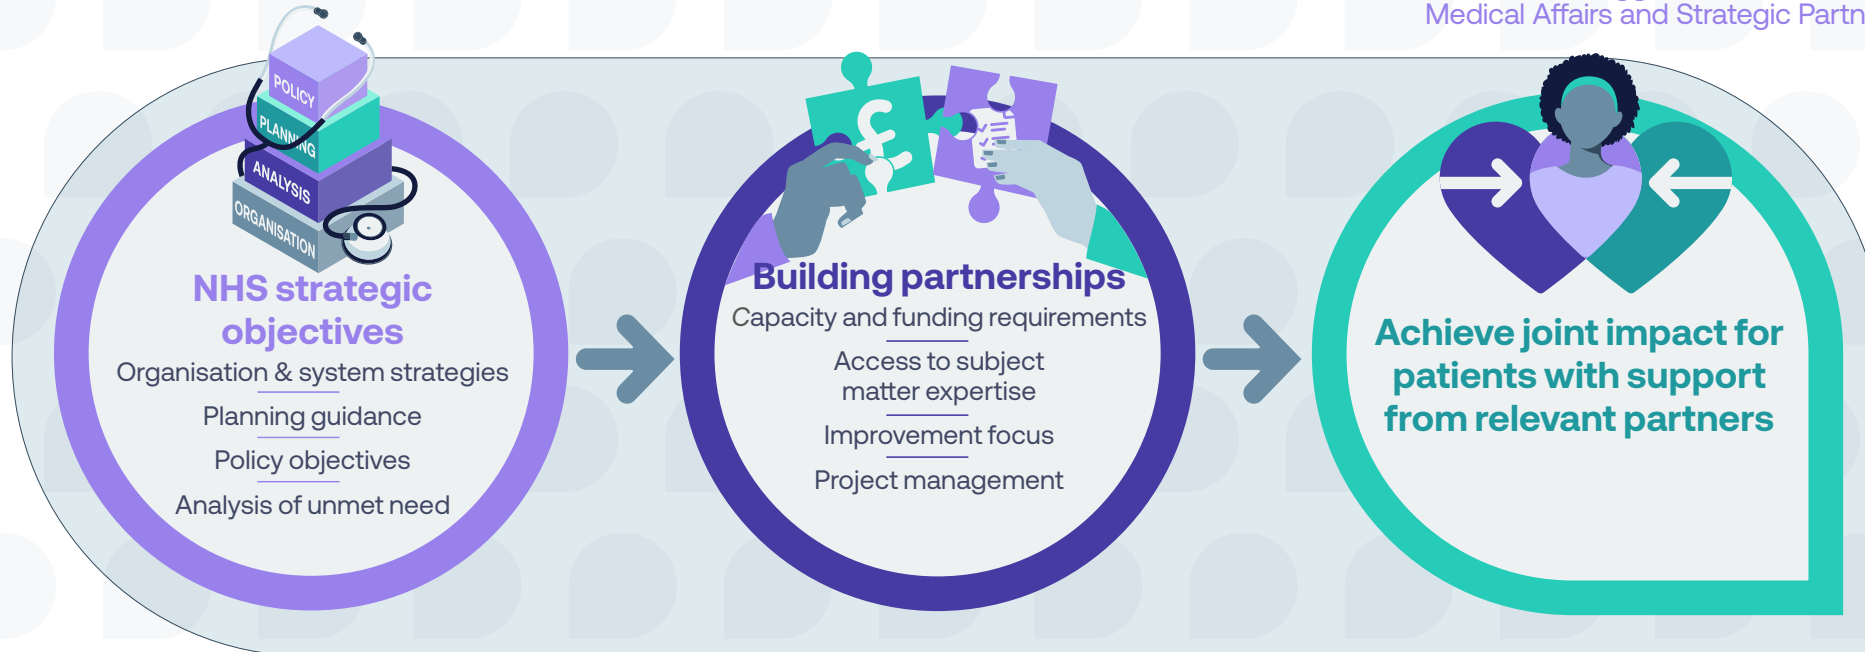 Medical Affairs and Strategic
POLICY
PLANNING
ANALYSIS
ORGANISATION
NHS strategic
objectives
Organisation & system strategies
Planning guidance
Policy objectives
Analysis of unmet need
£
Building partnerships
Capacity and funding requirements
Access to subject
matter expertise
Improvement focus
Project management
Achieve joint impact for
patients with support
from relevant partners